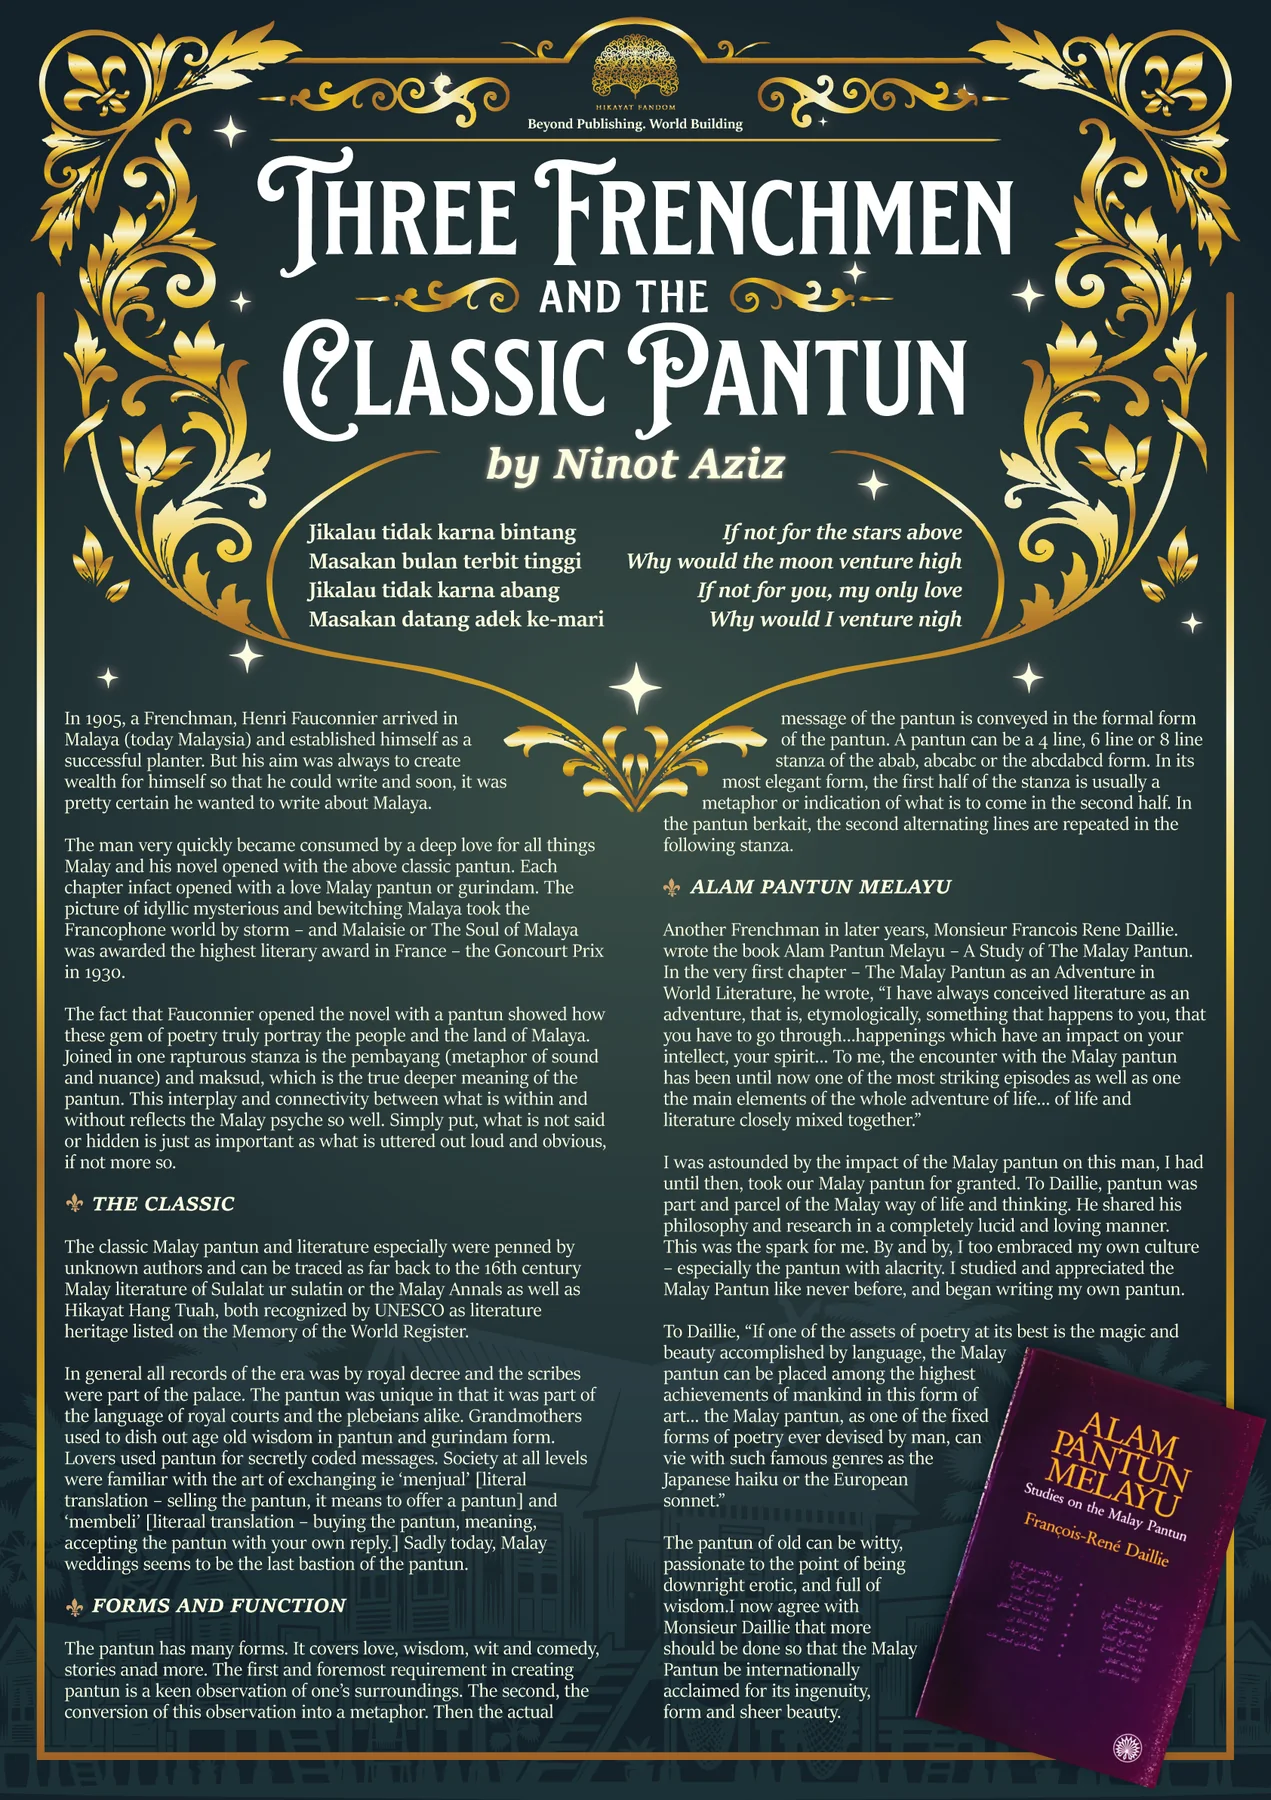 HIKAYAT FANDOM
Beyond Publishing. World Building
THREE FRENCHMEN
AND THE
CLASSIC PANTUN
by Ninot Aziz
Jikalau tidak karna bintang
Masakan bulan terbit tinggi
Jikalau tidak karna abang
Masakan datang adek ke-mari
If not for the stars above
Why would the moon venture high
If not for you, my only love
Why would I venture nigh
In 1905, a Frenchman, Henri Fauconnier arrived in
Malaya (today Malaysia) and established himself as a
successful planter. But his aim was always to create
wealth for himself so that he could write and soon, it was
pretty certain he wanted to write about Malaya.
The man very quickly became consumed by a deep love for all things
Malay and his novel opened with the above classic pantun. Each
chapter infact opened with a love Malay pantun or gurindam. The
picture of idyllic mysterious and bewitching Malaya took the
Francophone world by storm – and Malaisie or The Soul of Malaya
was awarded the highest literary award in France – the Goncourt Prix
in 1930.
The fact that Fauconnier opened the novel with a pantun showed how
these gem of poetry truly portray the people and the land of Malaya.
Joined in one rapturous stanza is the pembayang (metaphor of sound
and nuance) and maksud, which is the true deeper meaning of the
pantun. This interplay and connectivity between what is within and
without reflects the Malay psyche so well. Simply put, what is not said
or hidden is just as important as what is uttered out loud and obvious,
if not more so.
THE CLASSIC
The classic Malay pantun and literature especially were penned by
unknown authors and can be traced as far back to the 16th century
Malay literature of Sulalat ur sulatin or the Malay Annals as well as
Hikayat Hang Tuah, both recognized by UNESCO as literature
heritage listed on the Memory of the World Register.
In general all records of the era was by royal decree and the scribes
were part of the palace. The pantun was unique in that it was part of
the language of royal courts and the plebeians alike. Grandmothers
used to dish out age old wisdom in pantun and gurindam form.
Lovers used pantun for secretly coded messages. Society at all levels
were familiar with the art of exchanging ie ‘menjual’ [literal
translation – selling the pantun, it means to offer a pantun] and
‘membeli’ [literaal translation – buying the pantun, meaning,
accepting the pantun with your own reply.] Sadly today, Malay
weddings seems to be the last bastion of the pantun.
FORMS AND FUNCTION
The pantun has many forms. It covers love, wisdom, wit and comedy,
stories anad more. The first and foremost requirement in creating
pantun is a keen observation of one’s surroundings. The second, the
conversion of this observation into a metaphor. Then the actual
message of the pantun is conveyed in the formal form
of the pantun. A pantun can be a 4 line, 6 line or 8 line
stanza of the abab, abcabc or the abcdabcd form. In its
most elegant form, the first half of the stanza is usually a
metaphor or indication of what is to come in the second half. In
the pantun berkait, the second alternating lines are repeated in the
following stanza.
ALAM PANTUN MELAYU
Another Frenchman in later years, Monsieur Francois Rene Daillie.
wrote the book Alam Pantun Melayu – A Study of The Malay Pantun.
In the very first chapter – The Malay Pantun as an Adventure in
World Literature, he wrote, “I have always conceived literature as an
adventure, that is, etymologically, something that happens to you, that
you have to go through...happenings which have an impact on your
intellect, your spirit... To me, the encounter with the Malay pantun
has been until now one of the most striking episodes as well as one
the main elements of the whole adventure of life... of life and
literature closely mixed together.”
I was astounded by the impact of the Malay pantun on this man, I had
until then, took our Malay pantun for granted. To Daillie, pantun was
part and parcel of the Malay way of life and thinking. He shared his
philosophy and research in a completely lucid and loving manner.
This was the spark for me. By and by, I too embraced my own culture
– especially the pantun with alacrity. I studied and appreciated the
Malay Pantun like never before, and began writing my own pantun.
To Daillie, “If one of the assets of poetry at its best is the magic and
beauty accomplished by language, the Malay
pantun can be placed among the highest
achievements of mankind in this form of
art... the Malay pantun, as one of the fixed
forms of poetry ever devised by man, can
vie with such famous genres as the
Japanese haiku or the European
sonnet.”
The pantun of old can be witty,
passionate to the point of being
downright erotic, and full of
wisdom.I now agree with
Monsieur Daillie that more
should be done so that the Malay
Pantun be internationally
acclaimed for its ingenuity,
form and sheer beauty.
ALAM
PANTUN
MELAYU
Studies on the Malay Pantun
François-René Daillie